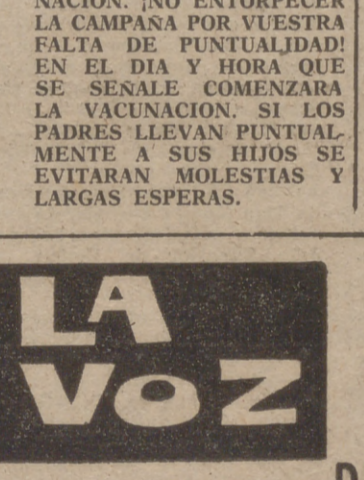 NACION. ¡NO ENTORPECER
LA CAMPAÑA POR VUESTRA
FALTA DE PUNTUALIDAD!
EN EL DIA Y HORA QUE
SE SEÑALE COMENZARA
LA VACUNACION. SI LOS
PADRES LLEVAN PUNTUAL-
MENTE A SUS HIJOS SE
EVITARAN MOLESTIAS Y
LARGAS ESPERAS.
LA
VOZ